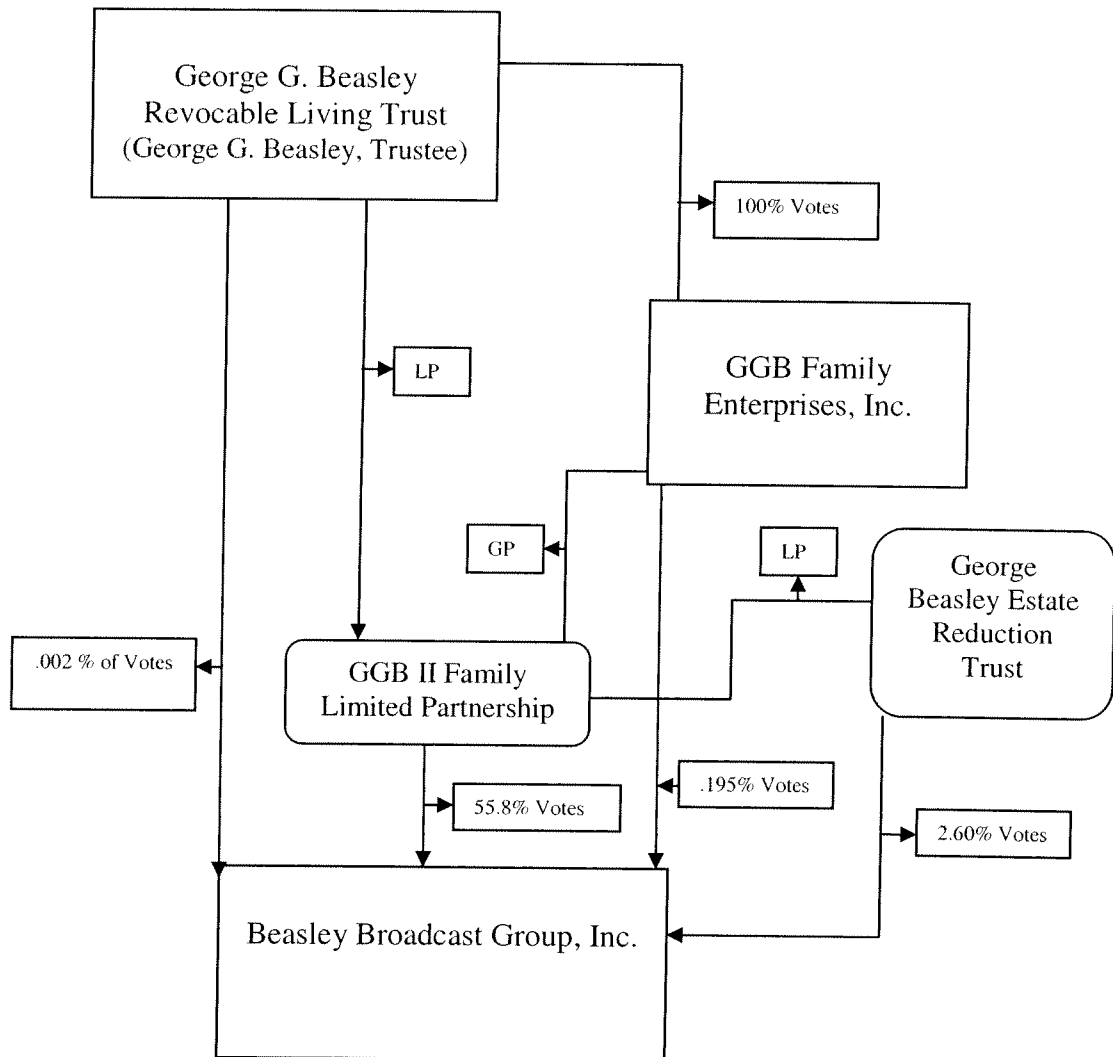 George G. Beasley
Revocable Living Trust
(George G. Beasley, Trustee)
100% Votes
LP
GGB Family
Enterprises, Inc.
GP
LP
George
Beasley Estate
Reduction
Trust
.002 % of Votes
GGB II Family
Limited Partnership
.195% Votes
55.8% Votes
2.60% Votes
Beasley Broadcast Group, Inc.